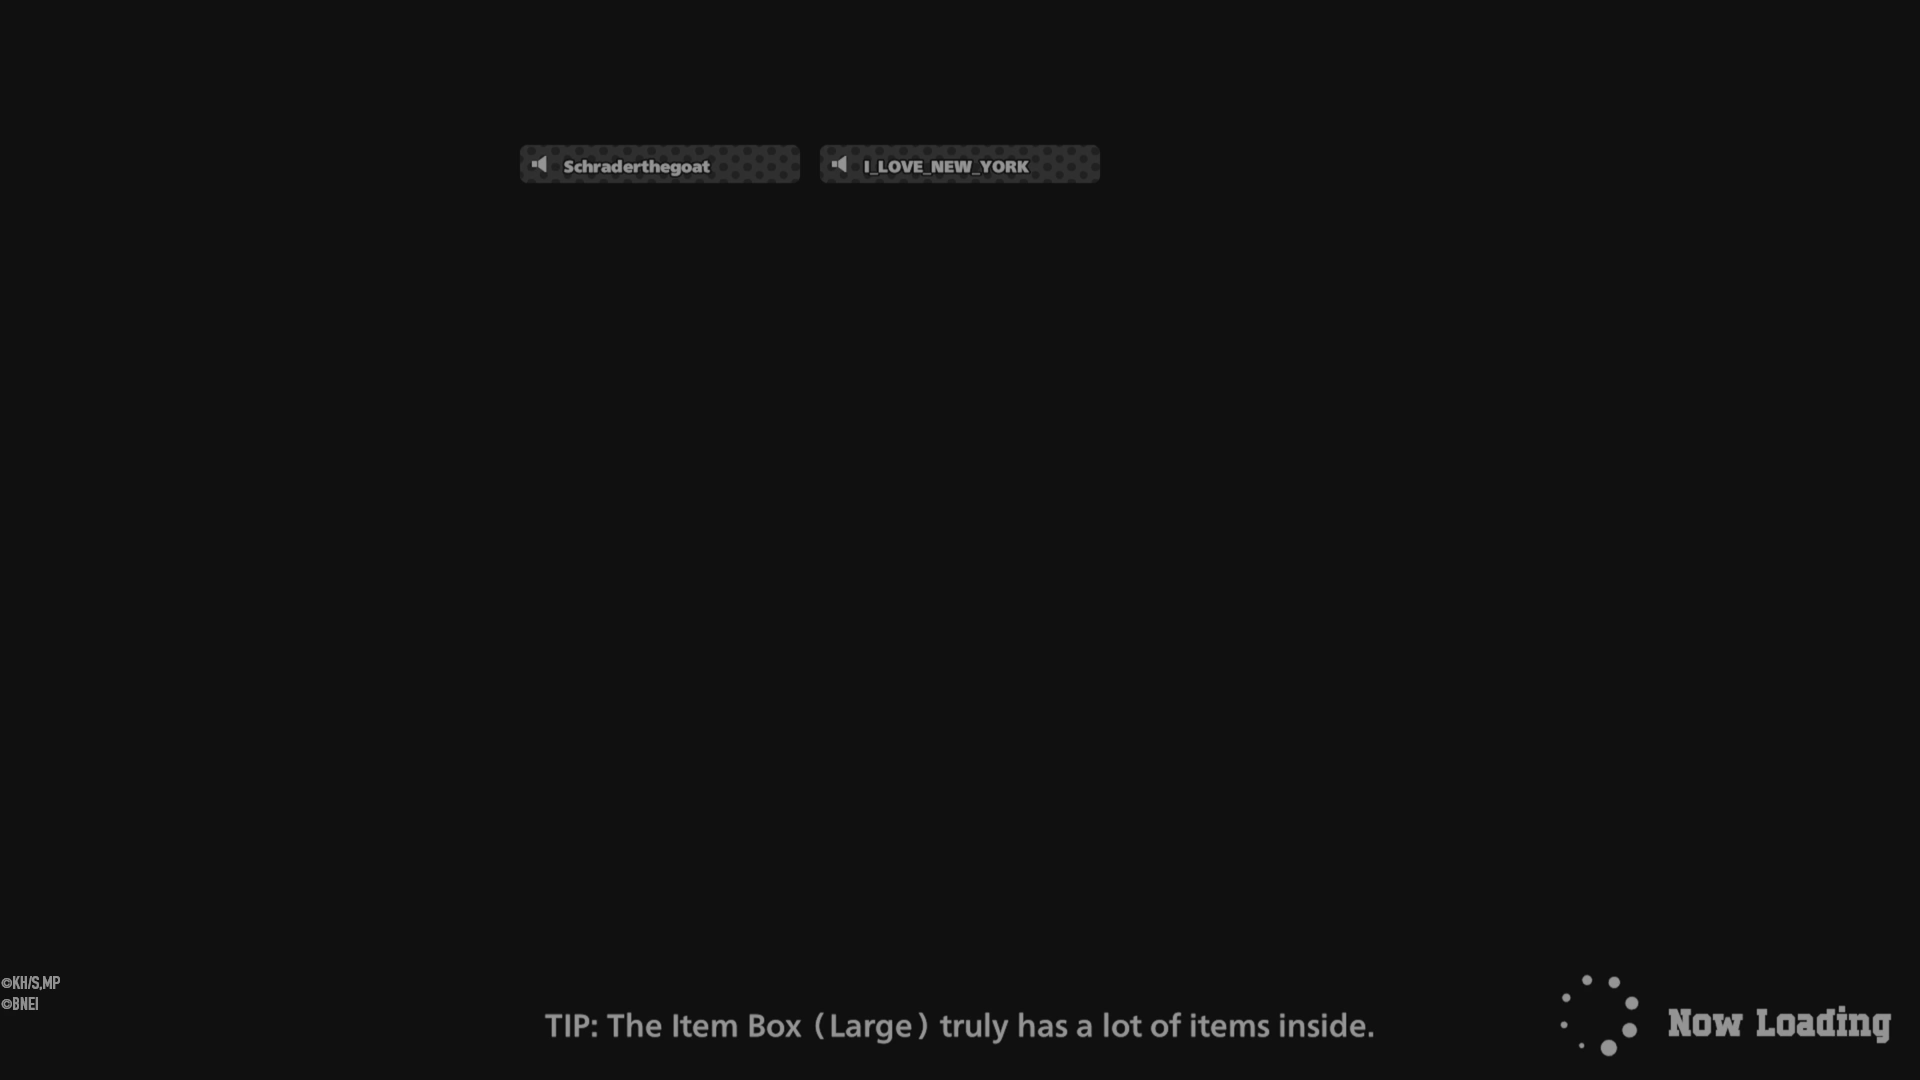 Schraderthegoat
I_LOVE_NEW_YORK
©KH/S,MP
©BNEI
TIP: The Item Box (Large) truly has a lot of items inside.
Now Loading